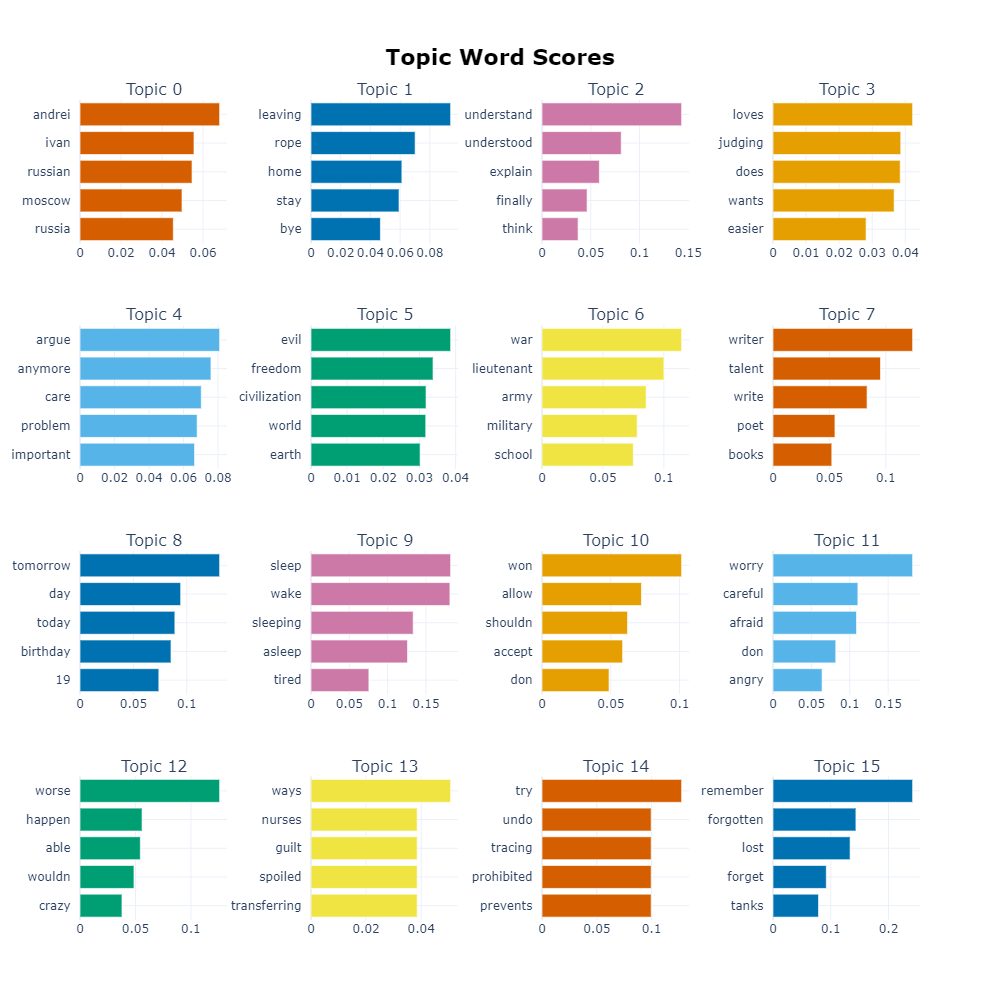 Topic Word Scores
Topic 0
andrei
ivan
russian
moscow
russia
0 0.02 0.04 0.06
Topic 1
leaving
rope
home
stay
bye
0 0.02 0.04 0.06 0.08
Topic 2
understand
understood
explain
finally
think
0 0.05 0.1 0.15
Topic 3
loves
judging
does
wants
easier
0 0.01 0.02 0.03 0.04
Topic 4
argue
anymore
care
problem
important
0 0.02 0.04 0.06 0.08
Topic 5
evil
freedom
civilization
world
earth
0 0.01 0.02 0.03 0.04
Topic 6
war
lieutenant
army
military
school
0 0.05 0.1
Topic 7
writer
talent
write
poet
books
0 0.05 0.1
Topic 8
tomorrow
day
today
birthday
19
0 0.05 0.1
Topic 9
sleep
wake
sleeping
asleep
tired
0 0.05 0.1 0.15
Topic 10
won
allow
shouldn
accept
don
0 0.05 0.1
Topic 11
worry
careful
afraid
don
angry
0 0.05 0.1 0.15
Topic 12
worse
happen
able
wouldn
crazy
0 0.05 0.1
Topic 13
ways
nurses
guilt
spoiled
transferring
0 0.02 0.04
Topic 14
try
undo
tracing
prohibited
prevents
0 0.05 0.1
Topic 15
remember
forgotten
lost
forget
tanks
0 0.1 0.2